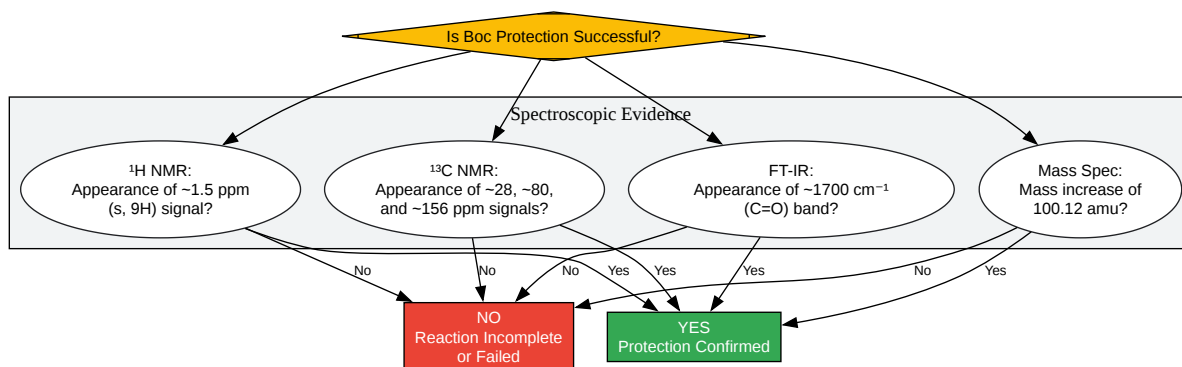 Is Boc Protection Successful?
Spectroscopic Evidence
¹H NMR:
Appearance of ~1.5 ppm
(s, 9H) signal?
¹³C NMR:
Appearance of ~28, ~80,
and ~156 ppm signals?
FT-IR:
Appearance of ~1700 cm⁻¹
(C=O) band?
Mass Spec:
Mass increase of
100.12 amu?
No
No
No
Yes
Yes
Yes
No
Yes
NO
Reaction Incomplete
or Failed
YES
Protection Confirmed